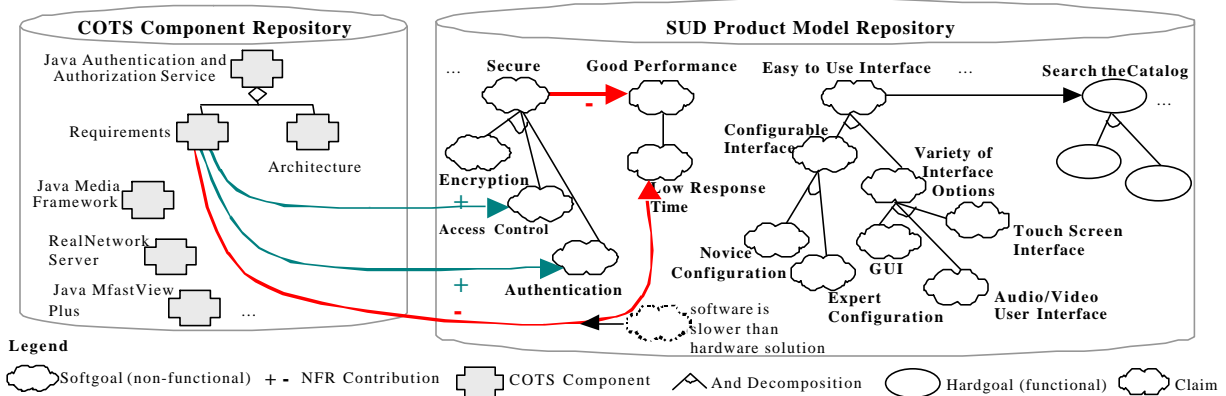 COTS Component Repository
SUD Product Model Repository
Java Authentication and
Authorization Service
Requirements
Architecture
Java Media
Framework
RealNetwork
Server
Java MfastView
Plus
...
...
Secure
Good Performance
Easy to Use Interface
...
Search theCatalog
...
-
Encryption
Low Response
Time
+
Access Control
Authentication
+
-
Configurable
Interface
Variety of
Interface
Options
Novice
Configuration
Expert
Configuration
GUI
Touch Screen
Interface
Audio/Video
User Interface
software is
slower than
hardware solution
Legend
Softgoal (non-functional)
+ - NFR Contribution
COTS Component
And Decomposition
Hardgoal (functional)
Claim